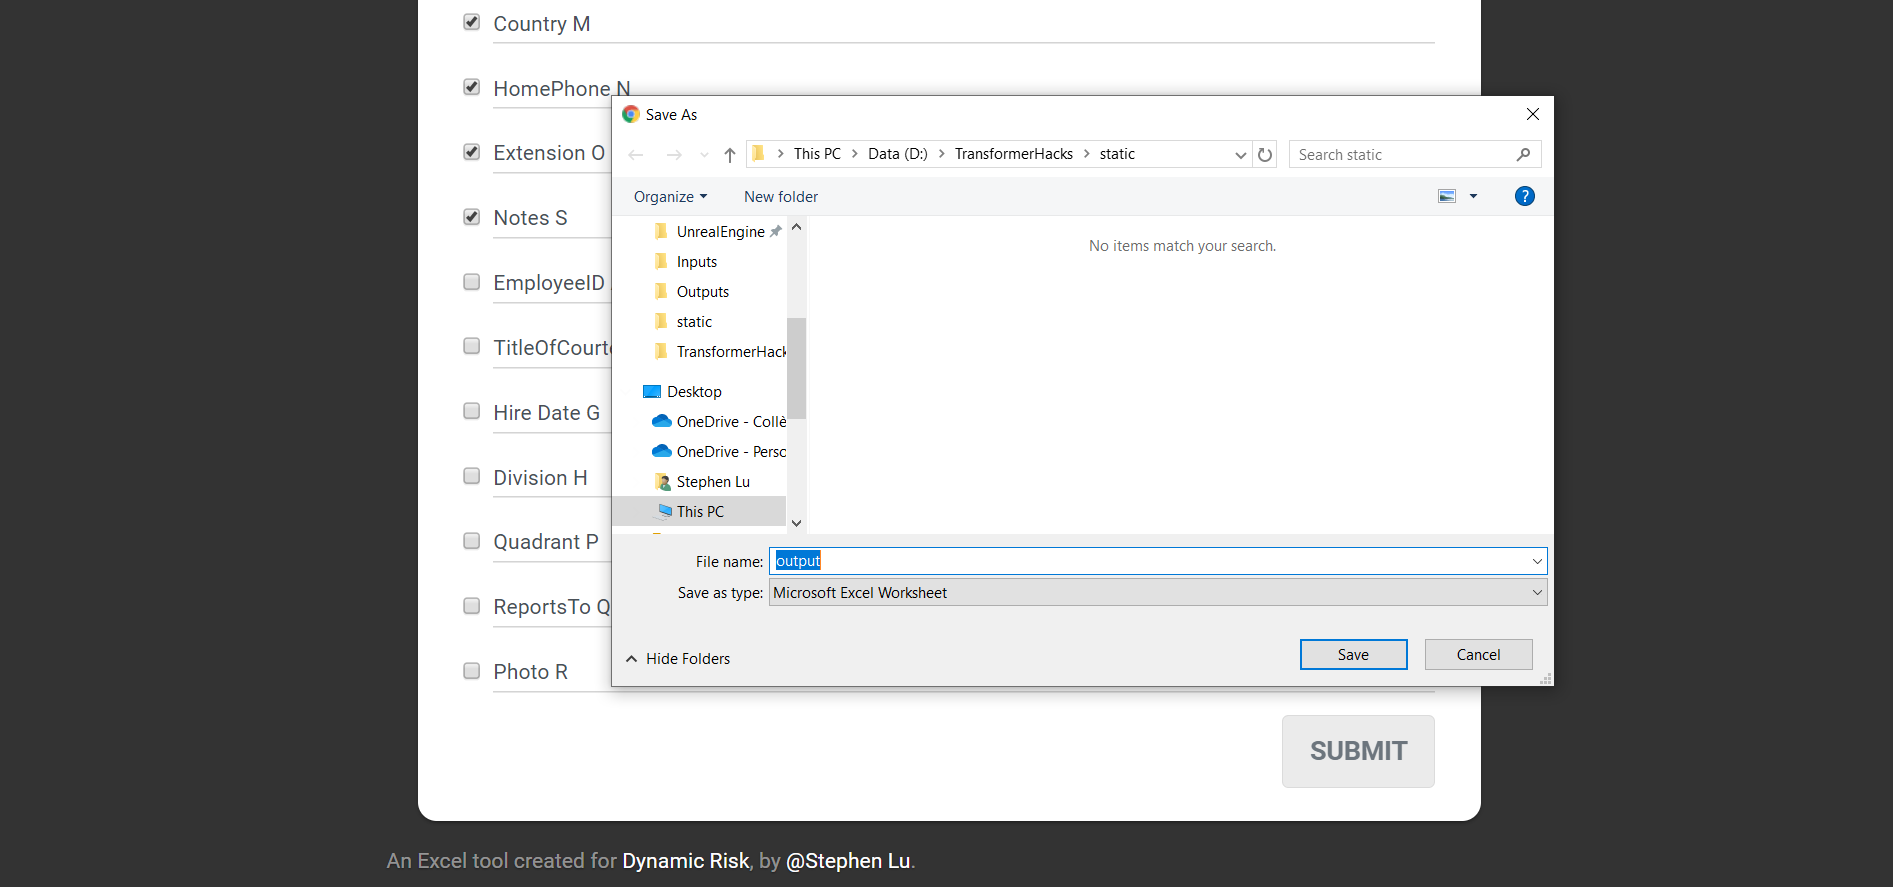 Country M
HomePhone N
Extension O
Notes S
EmployeeID
TitleOfCourte
Hire Date G
Division H
Quadrant P
ReportsTo Q
Photo R
SUBMIT
An Excel tool created for Dynamic Risk, by @Stephen Lu.
Save As
This PC > Data (D:) > TransformerHacks > static
Search static
Organize
New folder
?
UnrealEngine
Inputs
Outputs
static
TransformerHack
Desktop
OneDrive - Collè
OneDrive - Perso
Stephen Lu
This PC
No items match your search.
File name: output
Save as type: Microsoft Excel Worksheet
Hide Folders
Save
Cancel